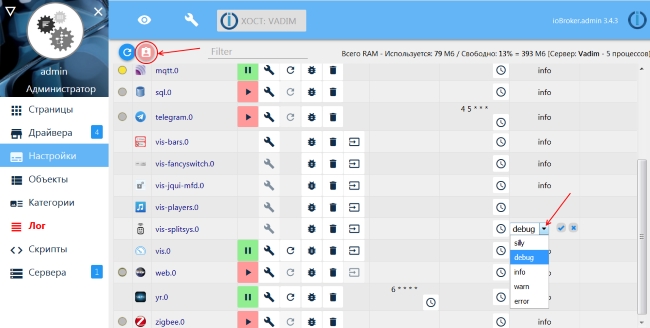 ХОСТ: VADIM
ioBroker.admin 3.4.3
Filter
Всего RAM - Используется: 79 Мб / Свободно: 13% = 393 Мб [Сервер: Vadim - 5 процессов]
admin
Администратор
Страницы
Драйвера 4
Настройки
Объекты
Категории
Лог
Скрипты
Сервера 1
mqtt.0 info
sql.0 info
telegram.0 4 5 * * * info
vis-bars.0 info
vis-fancyswitch.0 info
vis-jqui-mfd.0 info
vis-players.0
vis-splitsys.0 debug
silly
debug
info
warn
error
vis.0
web.0
yr.0 6 * * * *
zigbee.0 info